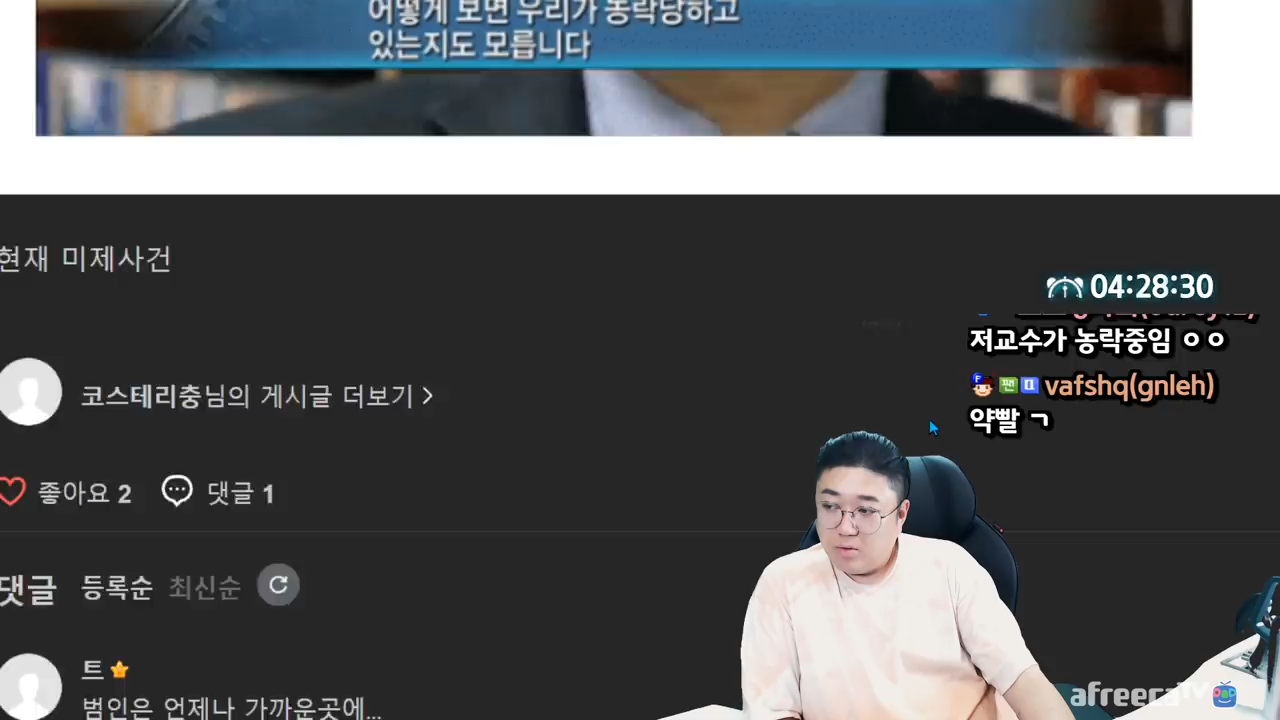 어떻게 보면 우리가 농락당하고
있는지도 모릅니다
현재 미제사건
04:28:30
저교수가 농락중임 ㅇㅇ
F 팬 vafshq(gnleh)
약빨 ㄱ
코스테리충님의 게시글 더보기 >
좋아요 2 댓글 1
댓글 등록순 최신순
트
범인은 언제나 가까운곳에...
afreecaTV